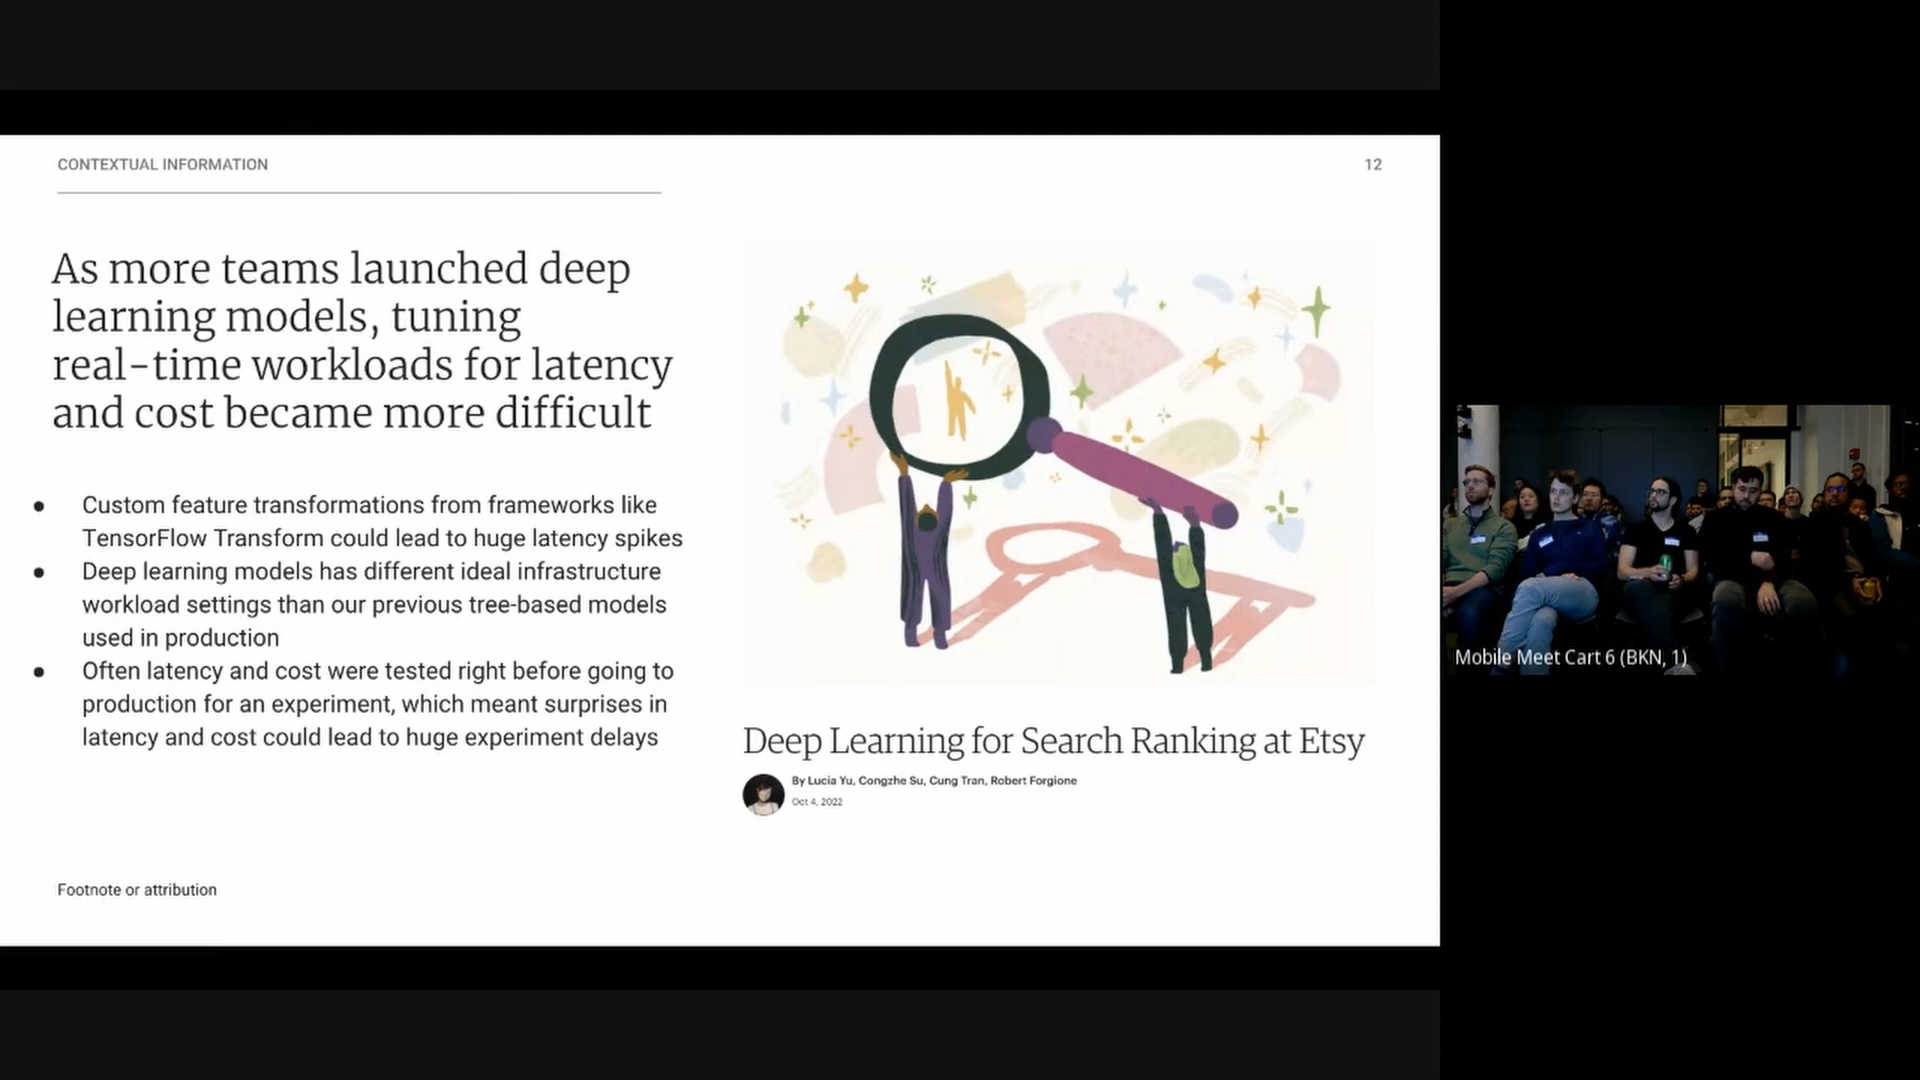 CONTEXTUAL INFORMATION
12
As more teams launched deep
learning models, tuning
real-time workloads for latency
and cost became more difficult
● Custom feature transformations from frameworks like
TensorFlow Transform could lead to huge latency spikes
● Deep learning models has different ideal infrastructure
workload settings than our previous tree-based models
used in production
● Often latency and cost were tested right before going to
production for an experiment, which meant surprises in
latency and cost could lead to huge experiment delays
Deep Learning for Search Ranking at Etsy
By Lucia Yu, Congzhe Su, Cung Tran, Robert Forgione
Oct 4, 2022
Footnote or attribution
Mobile Meet Cart 6 (BKN, 1)